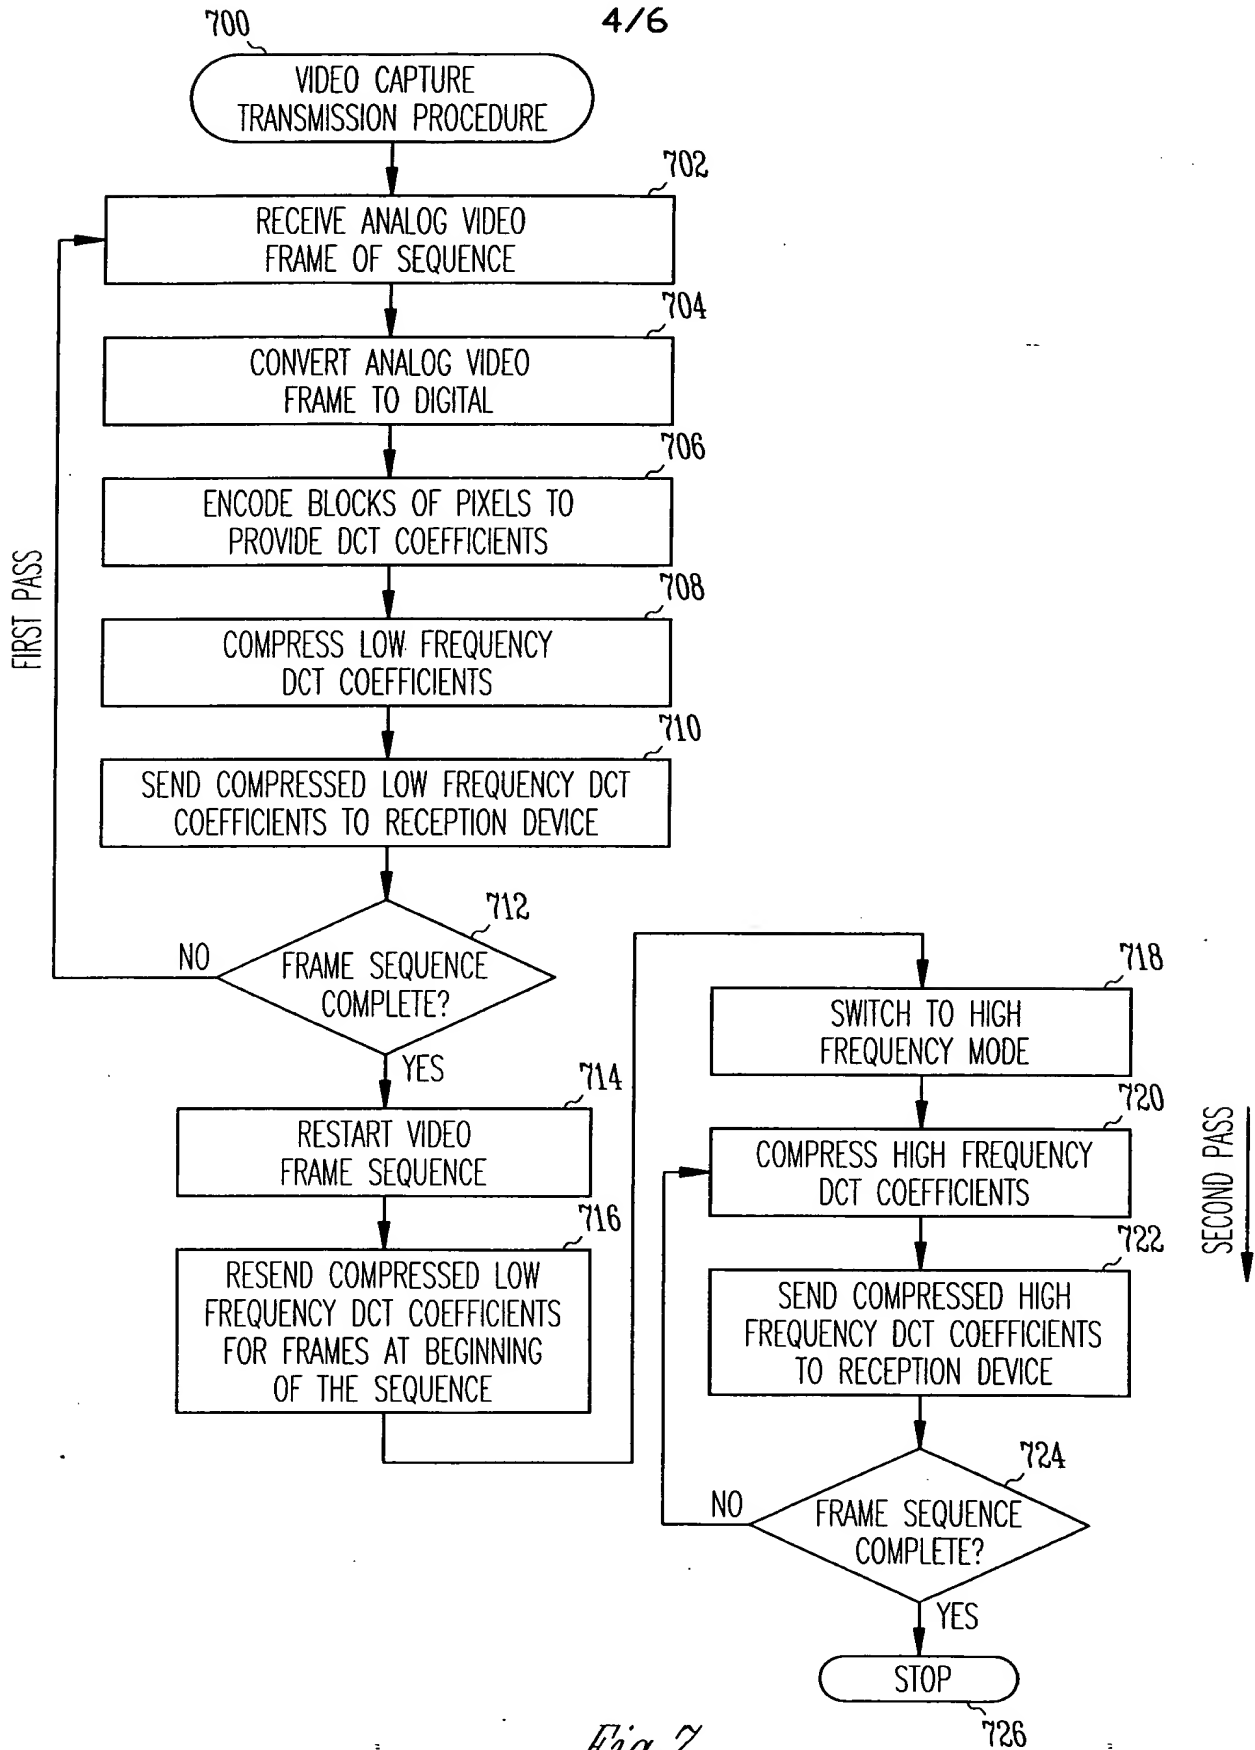 4/6
700
VIDEO CAPTURE
TRANSMISSION PROCEDURE
702
RECEIVE ANALOG VIDEO
FRAME OF SEQUENCE
704
CONVERT ANALOG VIDEO
FRAME TO DIGITAL
706
ENCODE BLOCKS OF PIXELS TO
PROVIDE DCT COEFFICIENTS
708
COMPRESS LOW FREQUENCY
DCT COEFFICIENTS
710
SEND COMPRESSED LOW FREQUENCY DCT
COEFFICIENTS TO RECEPTION DEVICE
FIRST PASS
712
FRAME SEQUENCE
COMPLETE?
NO
YES
714
RESTART VIDEO
FRAME SEQUENCE
716
RESEND COMPRESSED LOW
FREQUENCY DCT COEFFICIENTS
FOR FRAMES AT BEGINNING
OF THE SEQUENCE
718
SWITCH TO HIGH
FREQUENCY MODE
720
COMPRESS HIGH FREQUENCY
DCT COEFFICIENTS
722
SEND COMPRESSED HIGH
FREQUENCY DCT COEFFICIENTS
TO RECEPTION DEVICE
SECOND PASS
724
FRAME SEQUENCE
COMPLETE?
NO
YES
STOP
726
Fig. 7